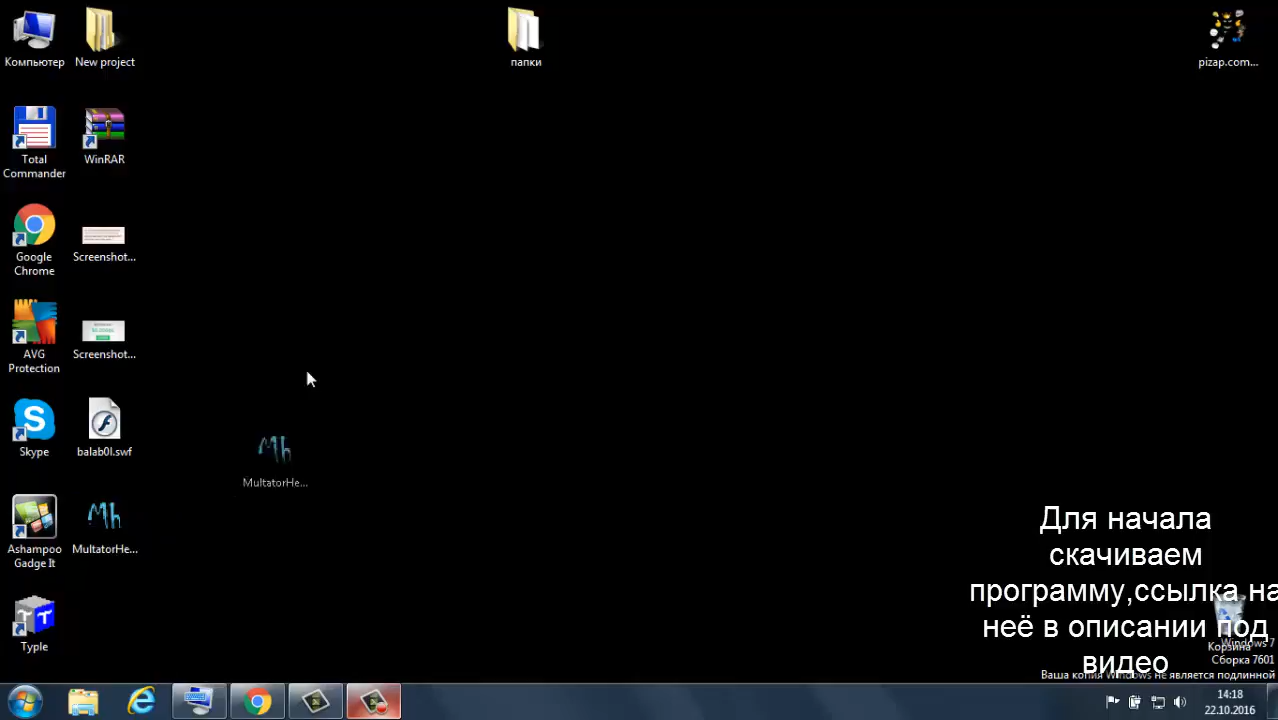 Компьютер
New project
папки
pizap.com...
Total
Commander
WinRAR
Google
Chrome
Screenshot...
AVG
Protection
Screenshot...
Skype
balab0l.swf
MultatorHe...
Ashampoo
Gadge It
MultatorHe...
Typle
Для начала
скачиваем
программу,ссылка на
неё в описании под
видео
Корзина
Windows 7
Сборка 7601
Ваша копия Windows не является подлинной
14:18
22.10.2016